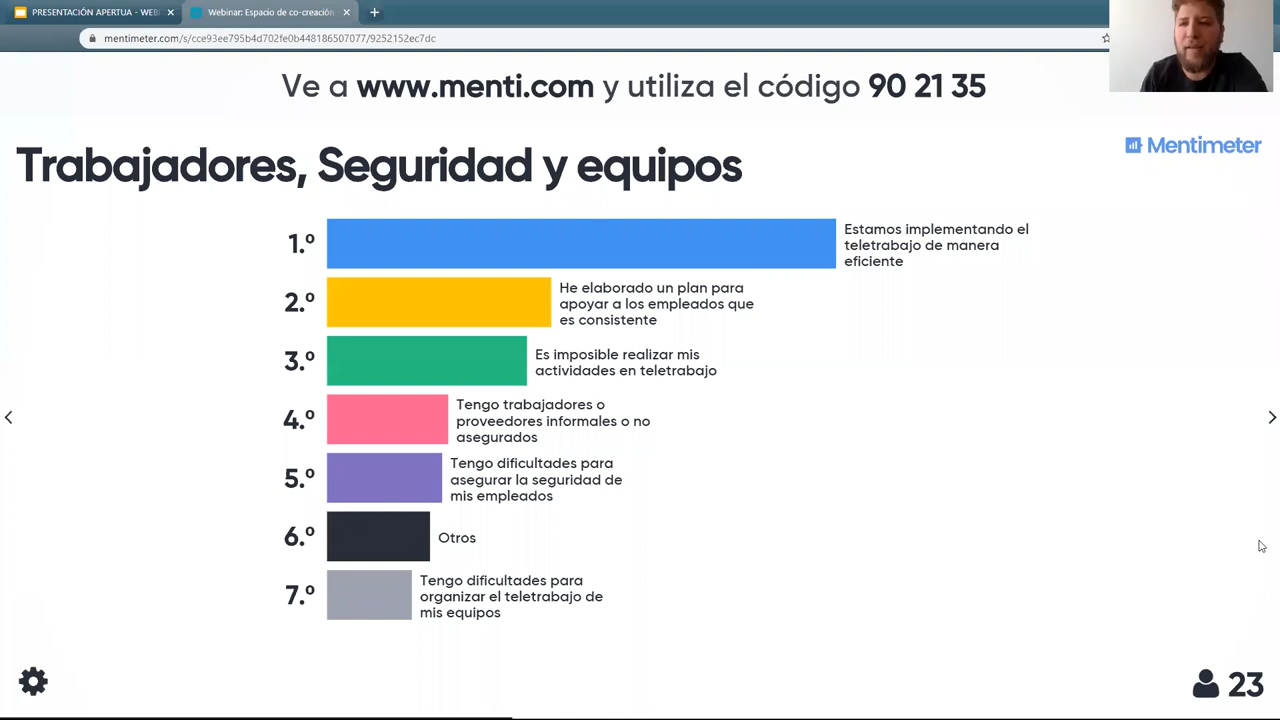 PRESENTACIÓN APERTUA - WEB
Webinar: Espacio de co-creación
mentimeter.com/s/cce93ee795b4d702fe0b448186507077/9252152ec7dc
Ve a www.menti.com y utiliza el código 90 21 35
Mentimeter
Trabajadores, Seguridad y equipos
1.º
Estamos implementando el
teletrabajo de manera
eficiente
2.º
He elaborado un plan para
apoyar a los empleados que
es consistente
3.º
Es imposible realizar mis
actividades en teletrabajo
4.º
Tengo trabajadores o
proveedores informales o no
asegurados
5.º
Tengo dificultades para
asegurar la seguridad de
mis empleados
6.º
Otros
7.º
Tengo dificultades para
organizar el teletrabajo de
mis equipos
23